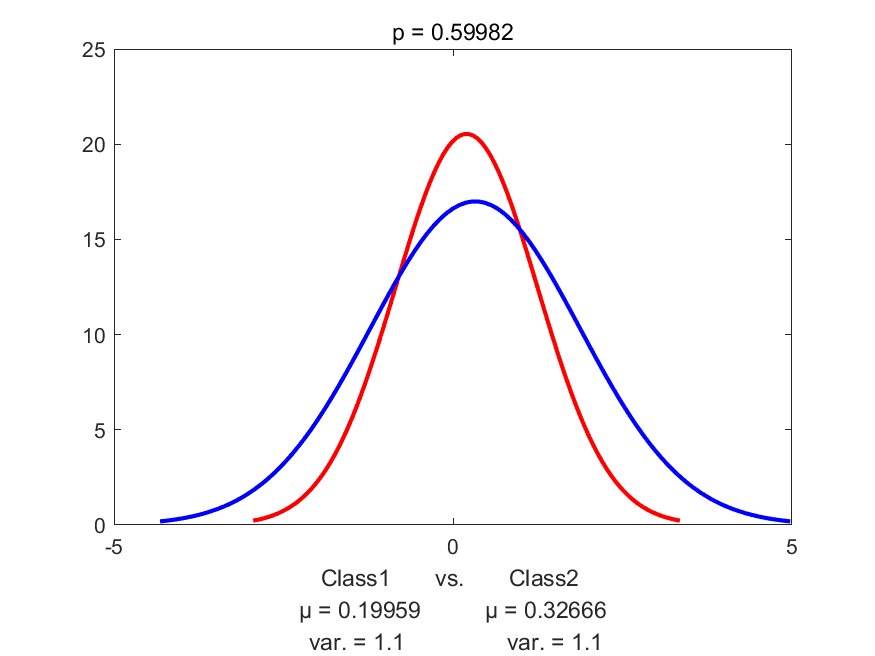 p = 0.59982
25
20
15
10
5
0
-5 0 5
Class1 vs. Class2
μ = 0.19959 μ = 0.32666
var. = 1.1 var. = 1.1